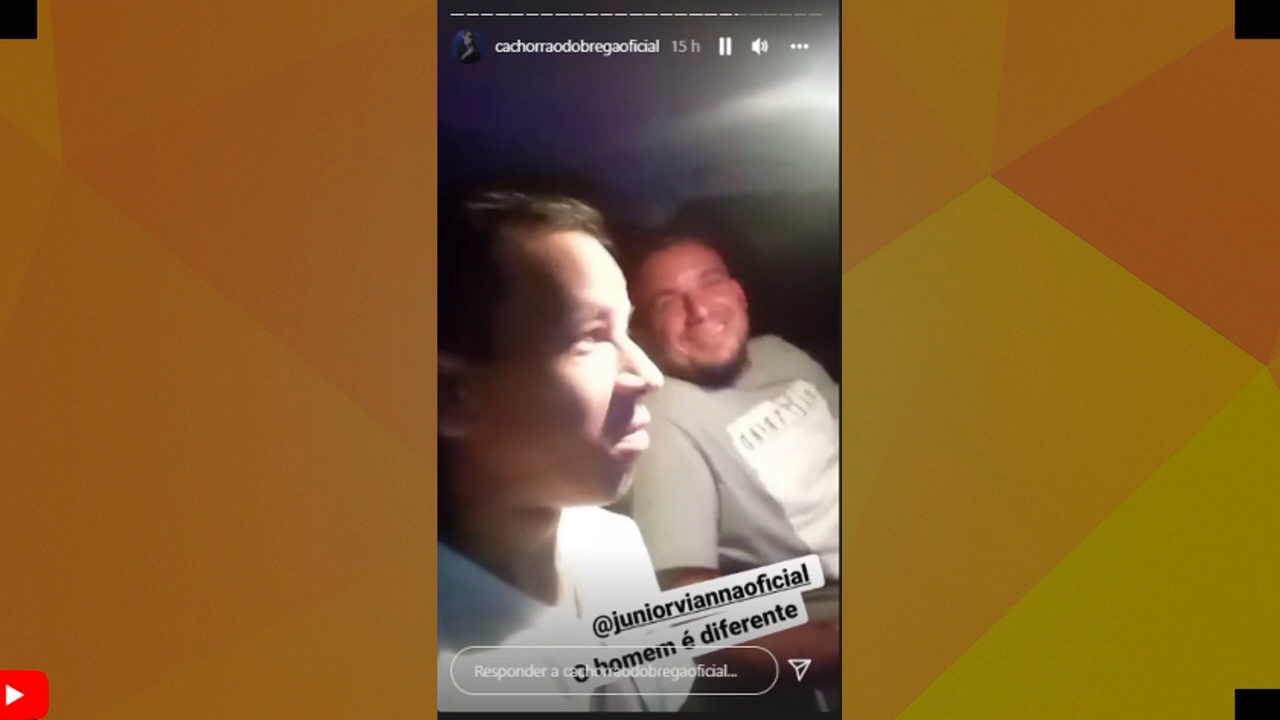 cachorraodobregaoficial 15 h
@juniorviannaoficial
O homem é diferente
Responder a cachorraodobregaoficial...